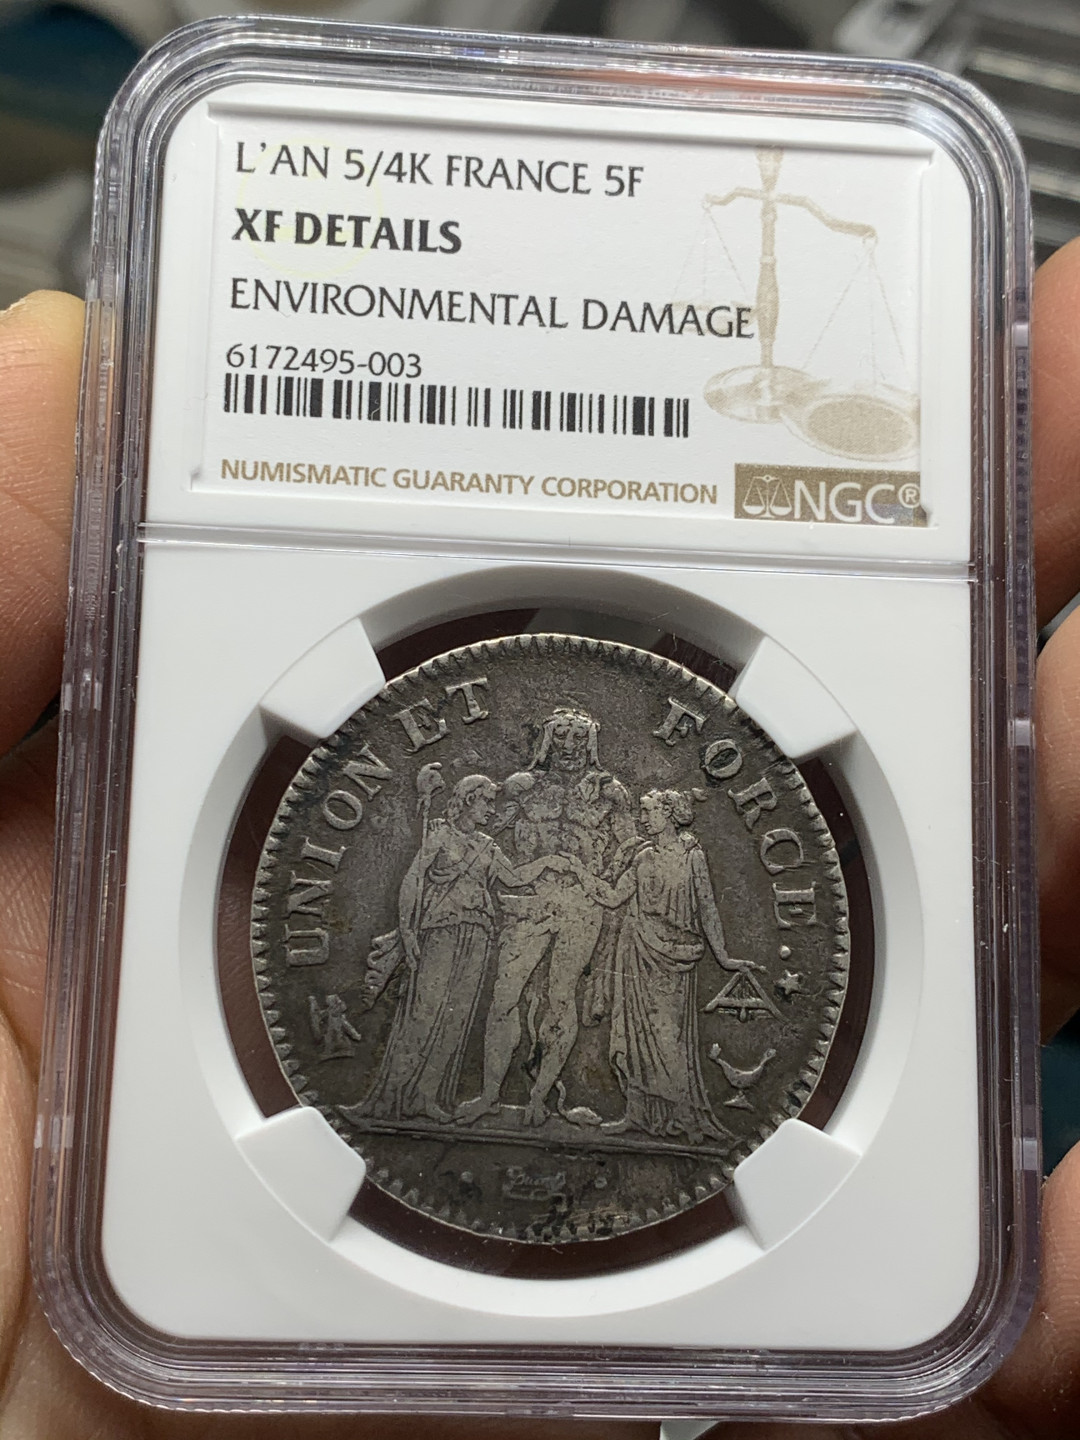 L'AN 5/4K FRANCE 5F
XF DETAILS
ENVIRONMENTAL DAMAGE
6172495-003
NUMISMATIC GUARANTY CORPORATION
NGC®
UNION ET FORCE.